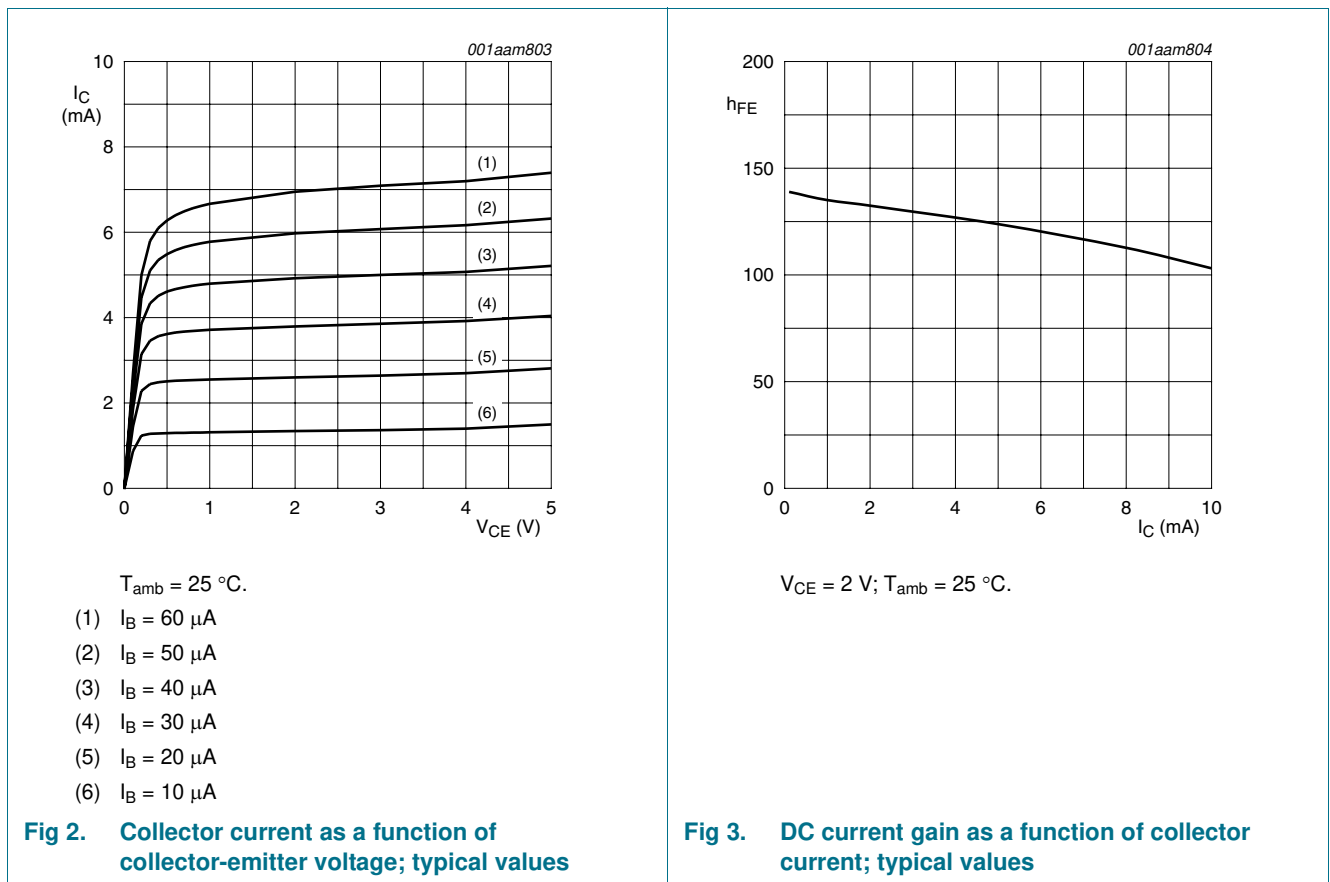 001aam803
10
8
6
4
2
0
I_C
(mA)
(1)
(2)
(3)
(4)
(5)
(6)
0 1 2 3 4 5
V_CE (V)
T_amb = 25 °C.
(1) I_B = 60 μA
(2) I_B = 50 μA
(3) I_B = 40 μA
(4) I_B = 30 μA
(5) I_B = 20 μA
(6) I_B = 10 μA
Fig 2. Collector current as a function of
collector-emitter voltage; typical values
001aam804
200
150
100
50
0
h_FE
0 2 4 6 8 10
I_C (mA)
V_CE = 2 V; T_amb = 25 °C.
Fig 3. DC current gain as a function of collector
current; typical values